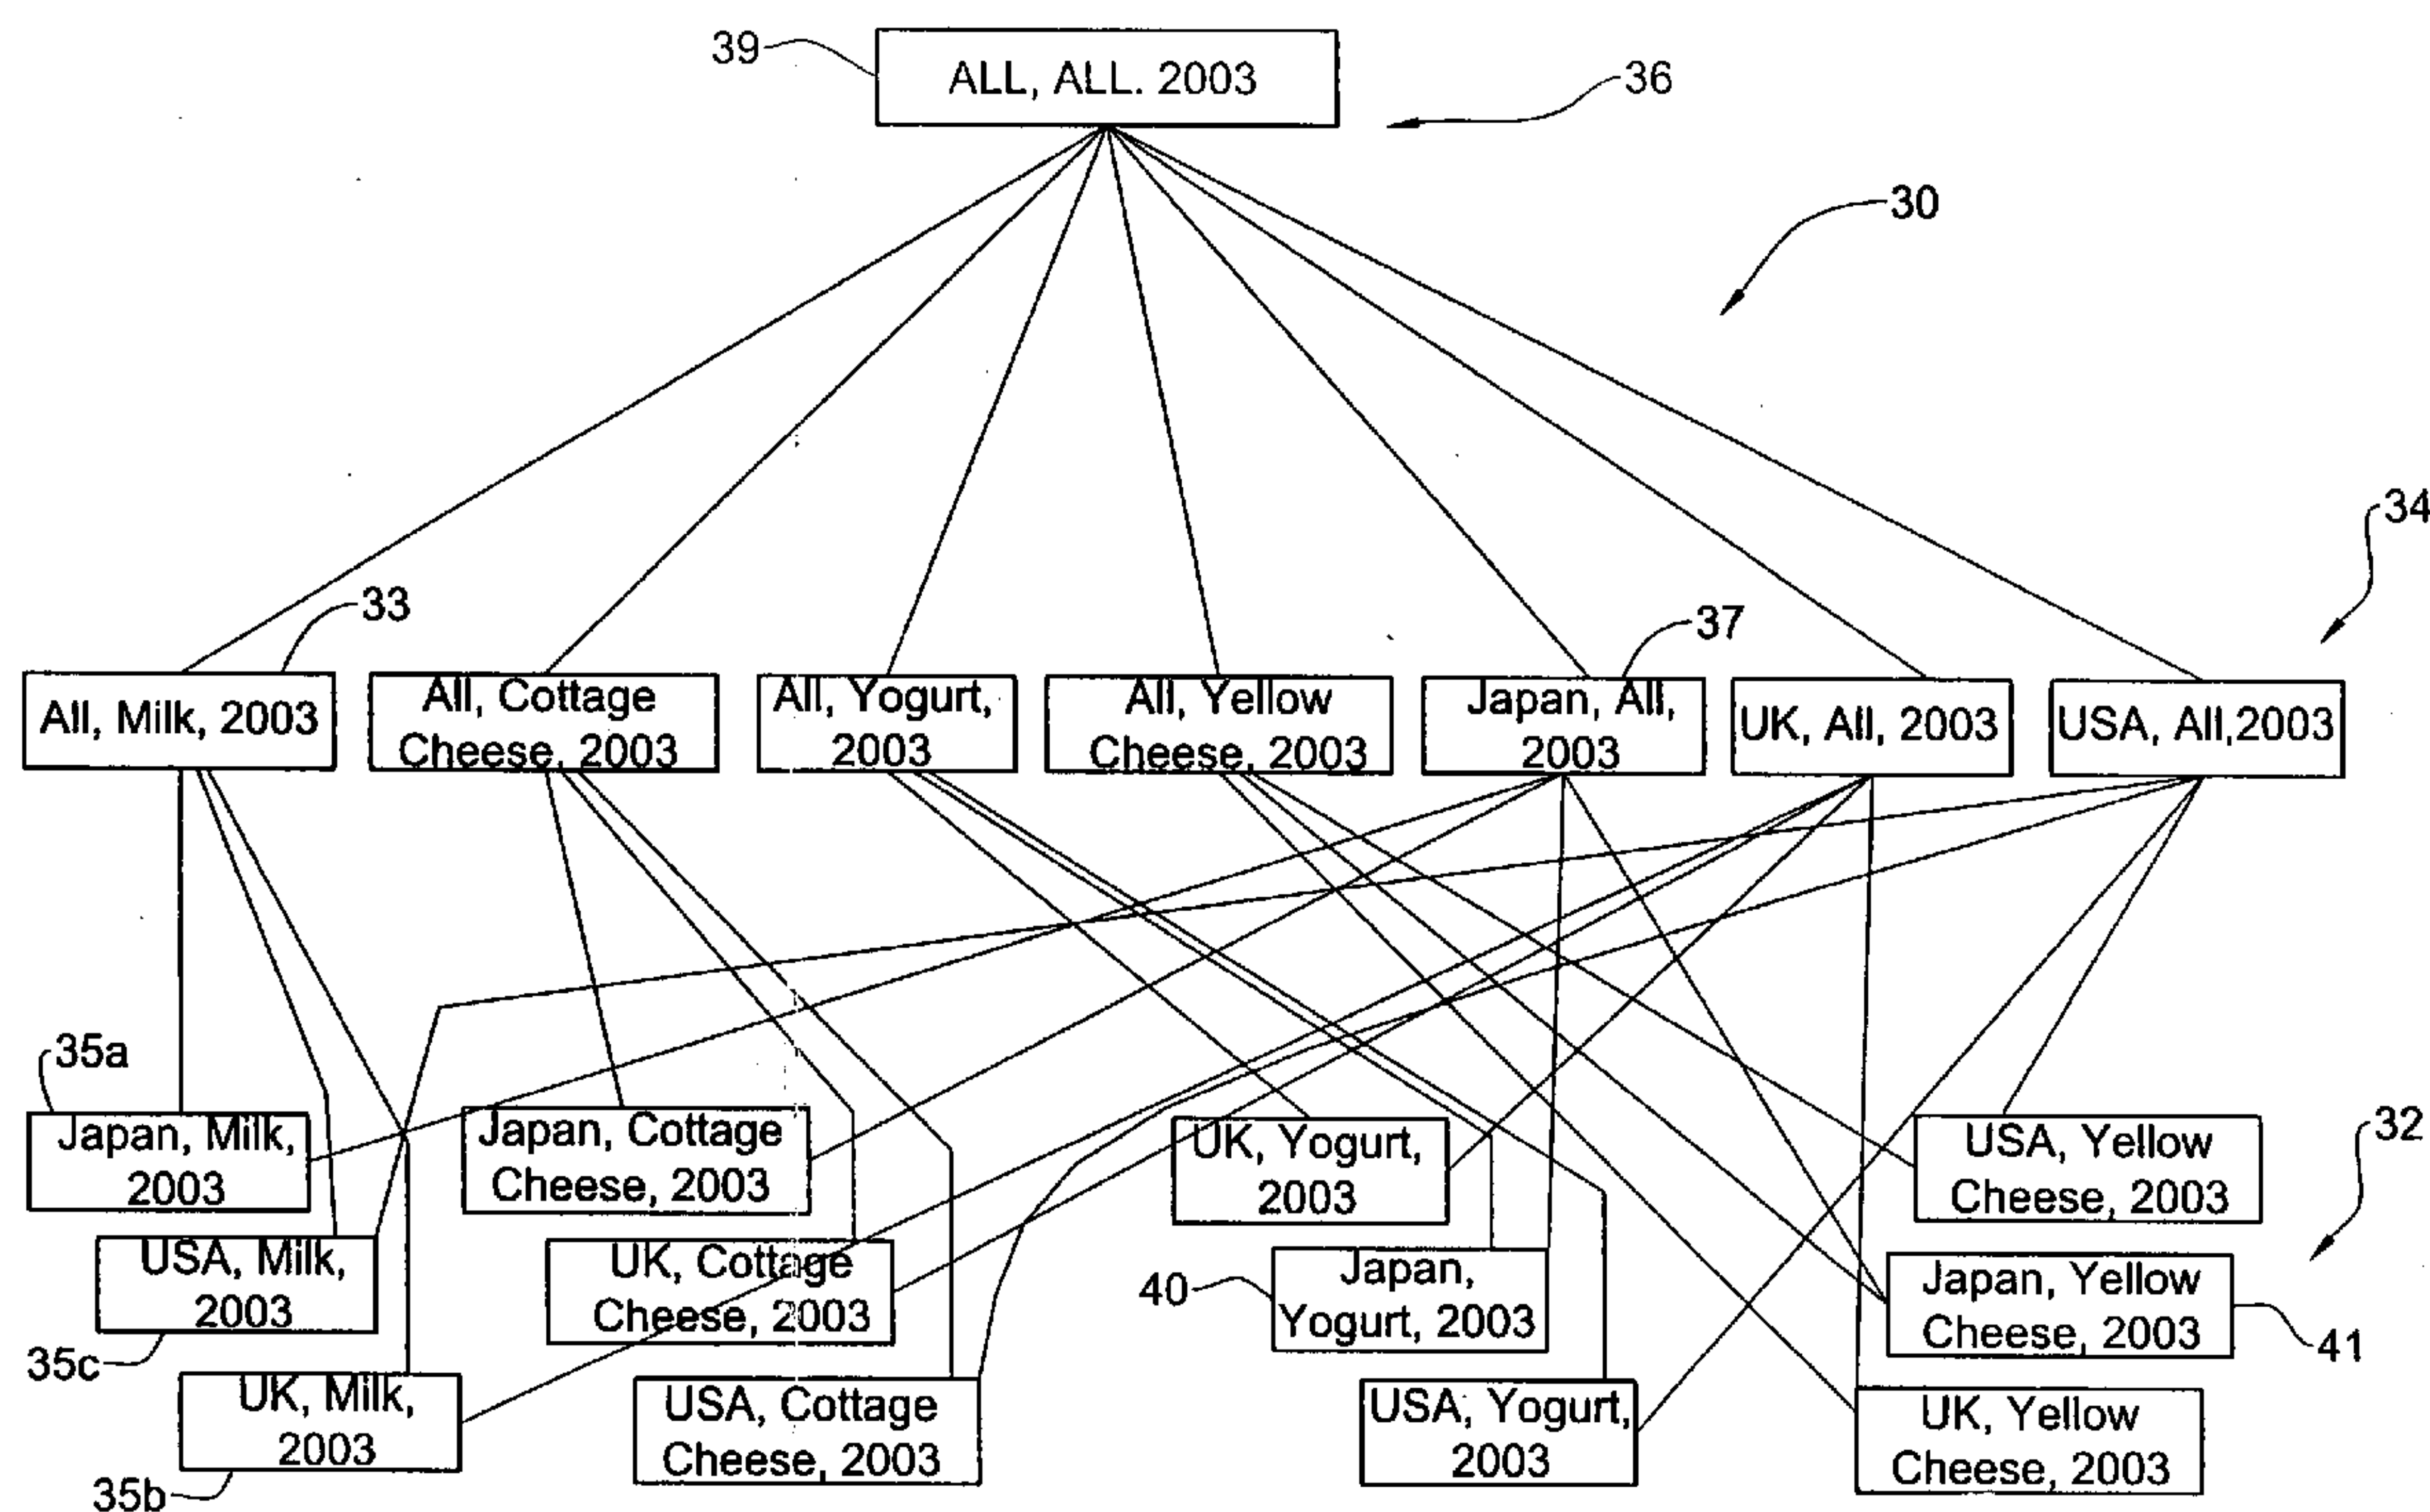 39
ALL, ALL. 2003
36
30
34
33
37
All, Milk, 2003
All, Cottage
Cheese, 2003
All, Yogurt,
2003
All, Yellow
Cheese, 2003
Japan, All,
2003
UK, All, 2003
USA, All,2003
35a
Japan, Milk,
2003
Japan, Cottage
Cheese, 2003
UK, Yogurt,
2003
USA, Yellow
Cheese, 2003
32
USA, Milk,
2003
35c
UK, Cottage
Cheese, 2003
40
Japan,
Yogurt, 2003
Japan, Yellow
Cheese, 2003
41
UK, Milk,
2003
35b
USA, Cottage
Cheese, 2003
USA, Yogurt,
2003
UK, Yellow
Cheese, 2003